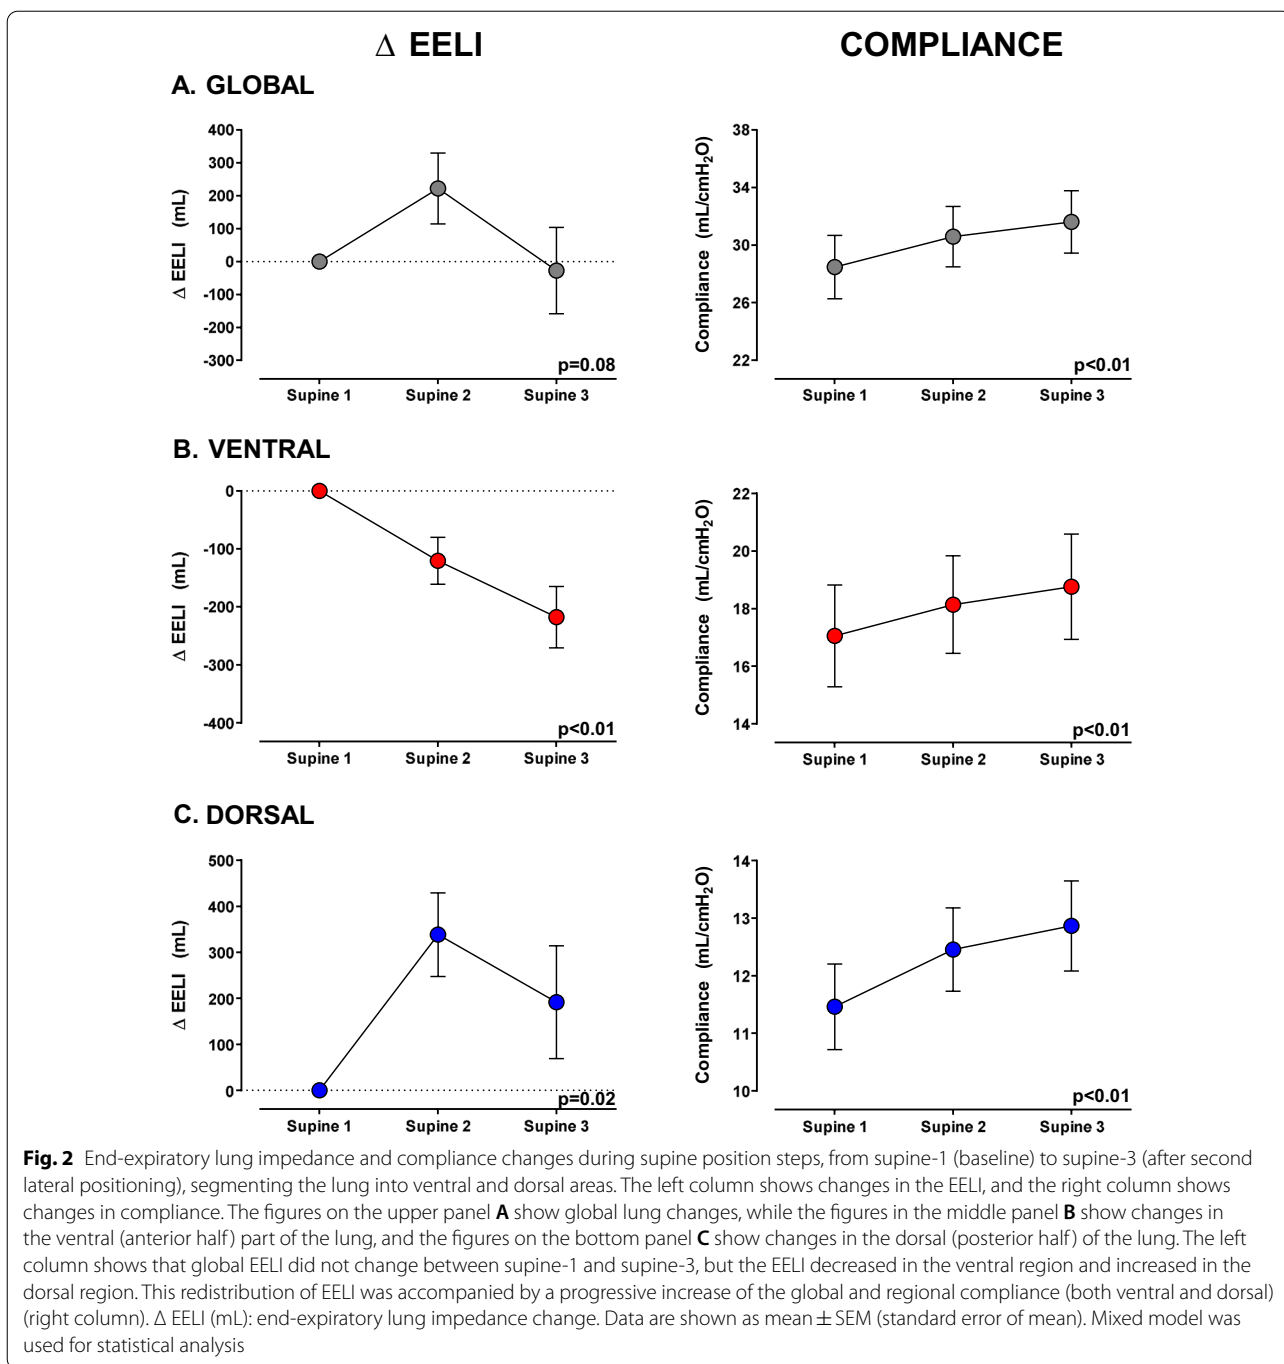 Δ EELI
COMPLIANCE
A. GLOBAL
Δ EELI (mL)
400
300
200
100
0
-100
-200
-300
p=0.08
Supine 1 Supine 2 Supine 3
Compliance (mL/cmH₂O)
38
34
30
26
22
p<0.01
Supine 1 Supine 2 Supine 3
B. VENTRAL
Δ EELI (mL)
0
-100
-200
-300
-400
p<0.01
Supine 1 Supine 2 Supine 3
Compliance (mL/cmH₂O)
22
20
18
16
14
p<0.01
Supine 1 Supine 2 Supine 3
C. DORSAL
Δ EELI (mL)
500
400
300
200
100
0
p=0.02
Supine 1 Supine 2 Supine 3
Compliance (mL/cmH₂O)
14
13
12
11
10
p<0.01
Supine 1 Supine 2 Supine 3
Fig. 2 End-expiratory lung impedance and compliance changes during supine position steps, from supine-1 (baseline) to supine-3 (after second
lateral positioning), segmenting the lung into ventral and dorsal areas. The left column shows changes in the EELI, and the right column shows
changes in compliance. The figures on the upper panel A show global lung changes, while the figures in the middle panel B show changes in
the ventral (anterior half) part of the lung, and the figures on the bottom panel C show changes in the dorsal (posterior half) of the lung. The left
column shows that global EELI did not change between supine-1 and supine-3, but the EELI decreased in the ventral region and increased in the
dorsal region. This redistribution of EELI was accompanied by a progressive increase of the global and regional compliance (both ventral and dorsal)
(right column). Δ EELI (mL): end-expiratory lung impedance change. Data are shown as mean ± SEM (standard error of mean). Mixed model was
used for statistical analysis